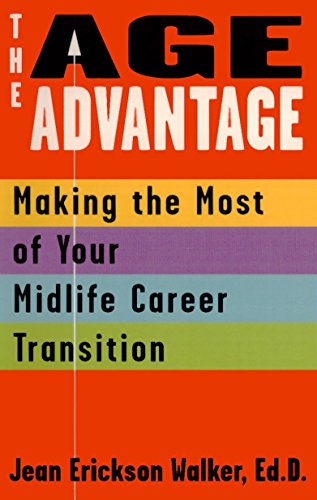 THE AGE
ADVANTAGE
Making the Most
of Your
Midlife Career
Transition
Jean Erickson Walker, Ed.D.